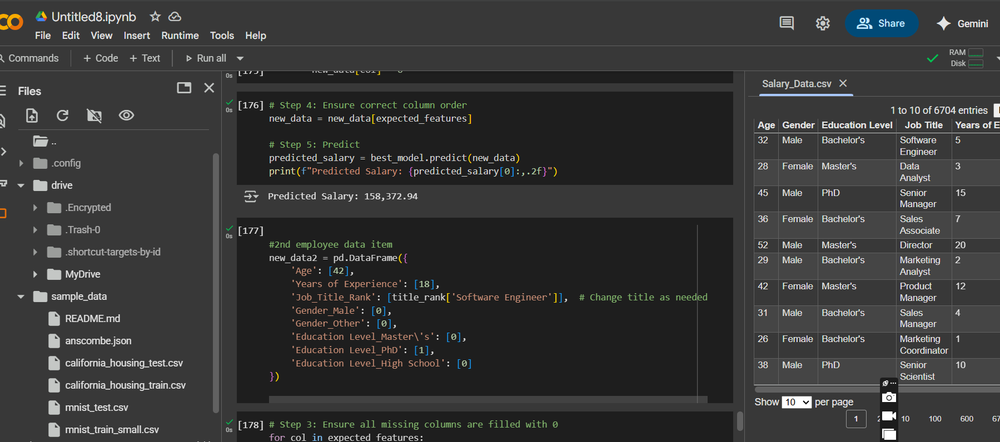 Untitled8.ipynb
File Edit View Insert Runtime Tools Help
Share
Gemini
Commands + Code + Text Run all
RAM
Disk
Files
..
.config
drive
.Encrypted
.Trash-0
.shortcut-targets-by-id
MyDrive
sample_data
README.md
anscombe.json
california_housing_test.csv
california_housing_train.csv
mnist_test.csv
mnist_train_small.csv
0s
[175] new_data[col] = 0
0s
[176] # Step 4: Ensure correct column order
new_data = new_data[expected_features]
# Step 5: Predict
predicted_salary = best_model.predict(new_data)
print(f"Predicted Salary: {predicted_salary[0]:,.2f}")
Predicted Salary: 158,372.94
0s
[177]
#2nd employee data item
new_data2 = pd.DataFrame({
'Age': [42],
'Years of Experience': [18],
'Job_Title_Rank': [title_rank['Software Engineer']], # Change title as needed
'Gender_Male': [0],
'Gender_Other': [0],
'Education Level_Master\'s': [0],
'Education Level_PhD': [1],
'Education Level_High School': [0]
})
0s
[178] # Step 3: Ensure all missing columns are filled with 0
for col in expected_features:
Salary_Data.csv
1 to 10 of 6704 entries
Age Gender Education Level Job Title Years of E
32 Male Bachelor's Software Engineer 5
28 Female Master's Data Analyst 3
45 Male PhD Senior Manager 15
36 Female Bachelor's Sales Associate 7
52 Male Master's Director 20
29 Male Bachelor's Marketing Analyst 2
42 Female Master's Product Manager 12
31 Male Bachelor's Sales Manager 4
26 Female Bachelor's Marketing Coordinator 1
38 Male PhD Senior Scientist 10
Show 10 per page
1 10 100 600